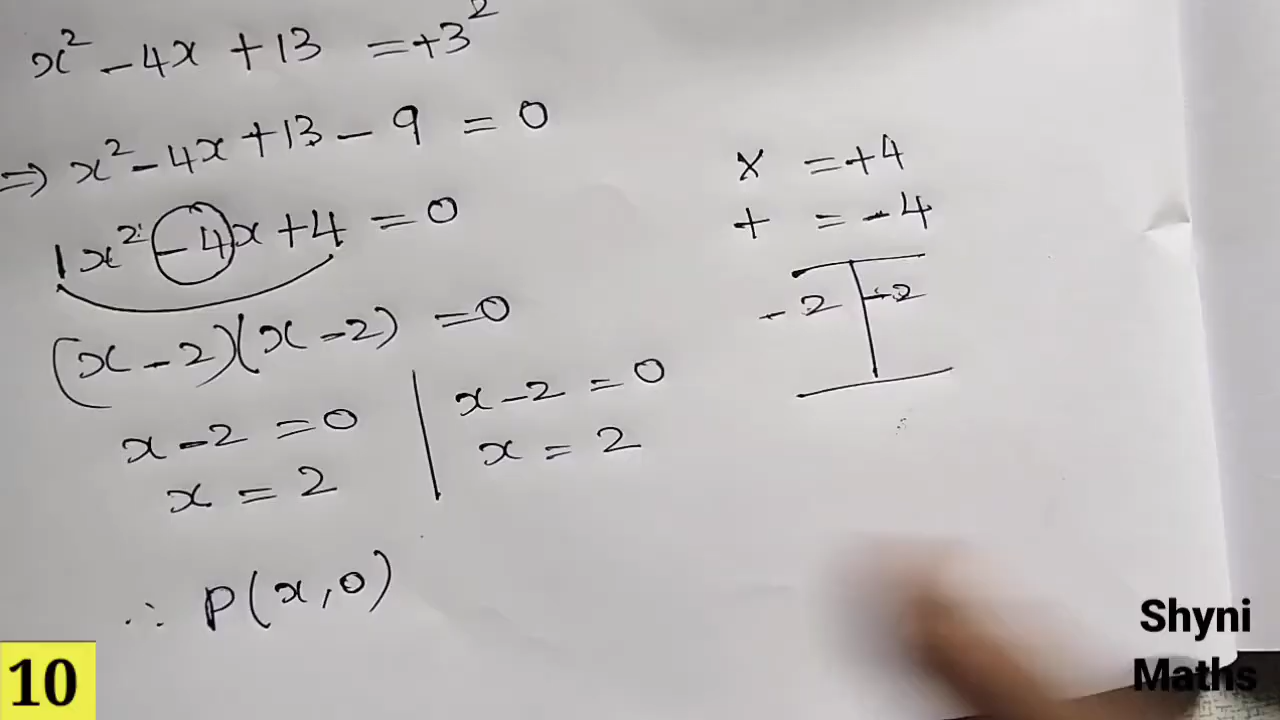 x² - 4x + 13 = +3²
⇒ x² - 4x + 13 - 9 = 0
1x² - 4x + 4 = 0
(x - 2)(x - 2) = 0
x - 2 = 0
x = 2
x - 2 = 0
x = 2
∴ P(x, 0)
× = +4
+ = -4
-2 | -2
10
Shyni
Maths